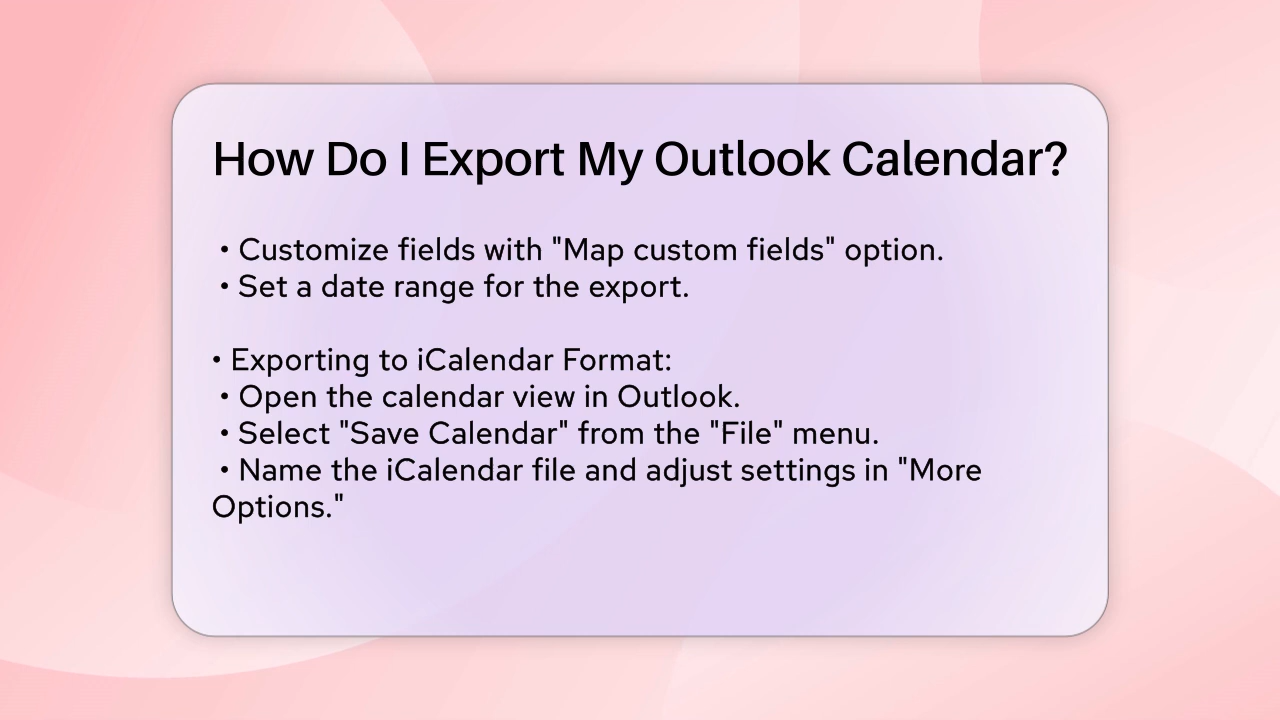 How Do I Export My Outlook Calendar?
• Customize fields with "Map custom fields" option.
• Set a date range for the export.
• Exporting to iCalendar Format:
• Open the calendar view in Outlook.
• Select "Save Calendar" from the "File" menu.
• Name the iCalendar file and adjust settings in "More
Options."